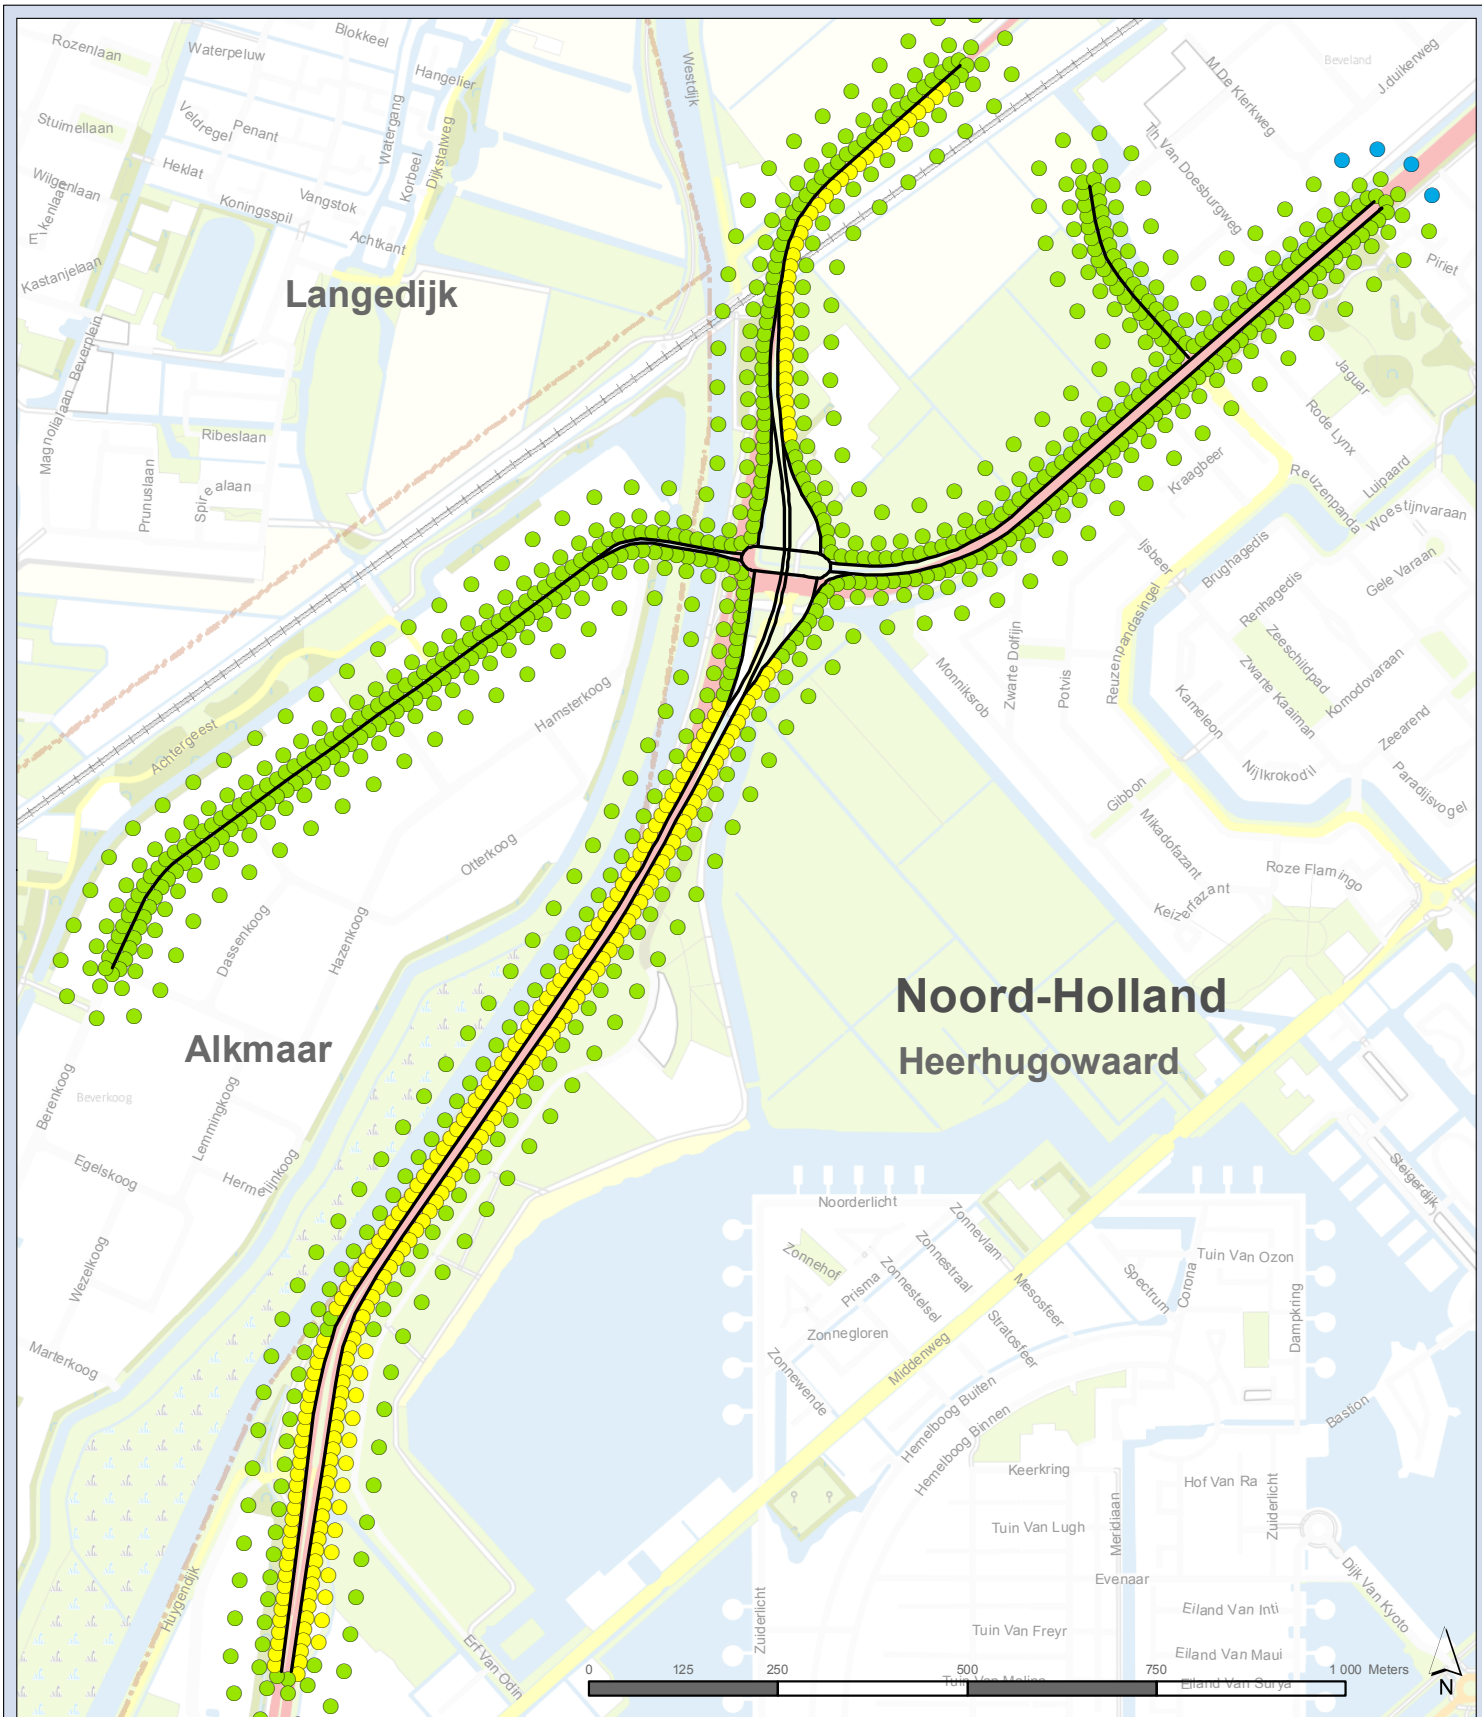 Rozenlaan
Waterpeluw
Blokkeel
Hangelier
Westdijk
Beveland
J.duikerweg
M.De Klerkweg
Stuimellaan
Veldregel
Penant
Watergang
Korbeel
Dijkstalweg
Th Van Doesburgweg
Heklat
Wilgenlaan
Vangstok
Koningsspil
Eikenlaan
Achtkant
Kastanjelaan
Piriet
Langedijk
Beverplein
Magnoliaraan
Jaguar
Rode Lynx
Ribeslaan
Prunuslaan
Spirealaan
Kraagbeer
Reuzenpanda
Luipaard
Woestijnvaraan
Ijsbeer
Brughagedis
Gele Varaan
Renhagedis
Reuzenpandasingel
Zwarte Dolfijn
Potvis
Monniksrob
Zeeschildpad
Zwarte Kaaiman
Komodovaraan
Kameleon
Zeearend
Hamsterkoog
Achtergeest
Nijlkrokodil
Paradijsvogel
Gibbon
Mikadofazant
Otterkoog
Roze Flamingo
Keizerfazant
Dassenkoog
Hazenkoog
Noord-Holland
Alkmaar
Heerhugowaard
Berenkoog
Beverkoog
Lemmingkoog
Egelskoog
Hermelijnkoog
Steigerdijk
Noorderlicht
Zonnevlam
Zonnehof
Zonnestraal
Prisma
Zonnestelsel
Mesosfeer
Spectrum
Corona
Tuin Van Ozon
Wezelkoog
Dampkring
Zonnegloren
Stratosfeer
Marterkoog
Middenweg
Zonnewende
Hemelboog Buiten
Hemelboog Binnen
Bastion
Keerkring
Hof Van Ra
Zuiderlicht
Tuin Van Lugh
Meridiaan
Evenaar
Dijk Van Kyoto
Huygendijk
Eiland Van Inti
Zuiderlicht
Tuin Van Freyr
Erf Van Odin
Eiland Van Maui
Tuin Van Meline
Eiland Van Surya
0 125 250 500 750 1 000 Meters
N